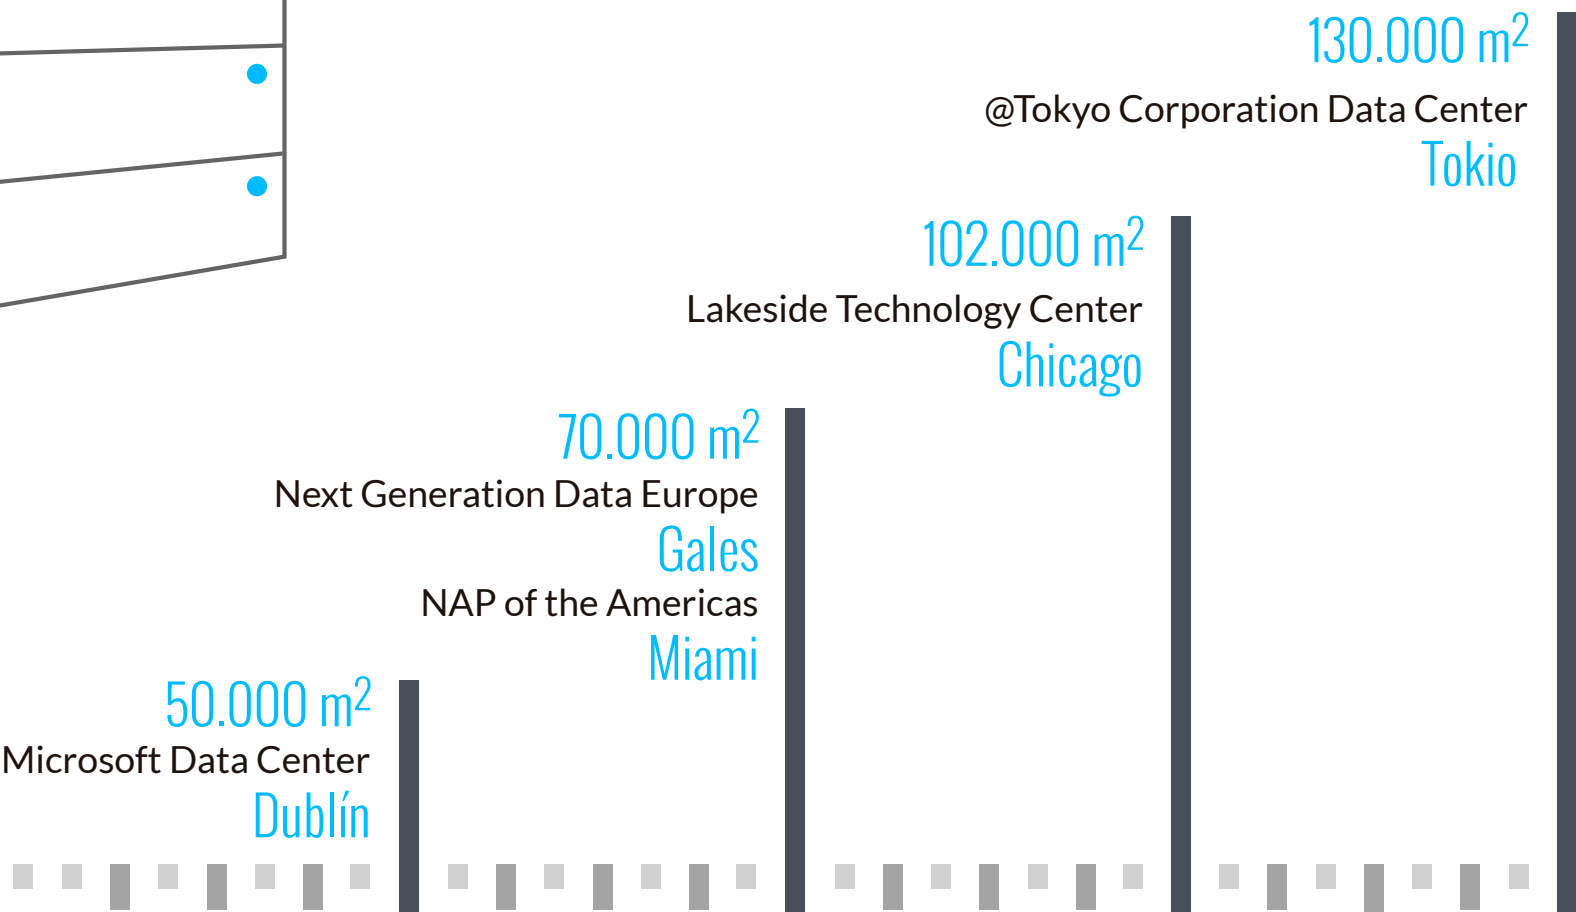 130.000 m²
@Tokyo Corporation Data Center
Tokio
102.000 m²
Lakeside Technology Center
Chicago
70.000 m²
Next Generation Data Europe
Gales
NAP of the Americas
Miami
50.000 m²
Microsoft Data Center
Dublín